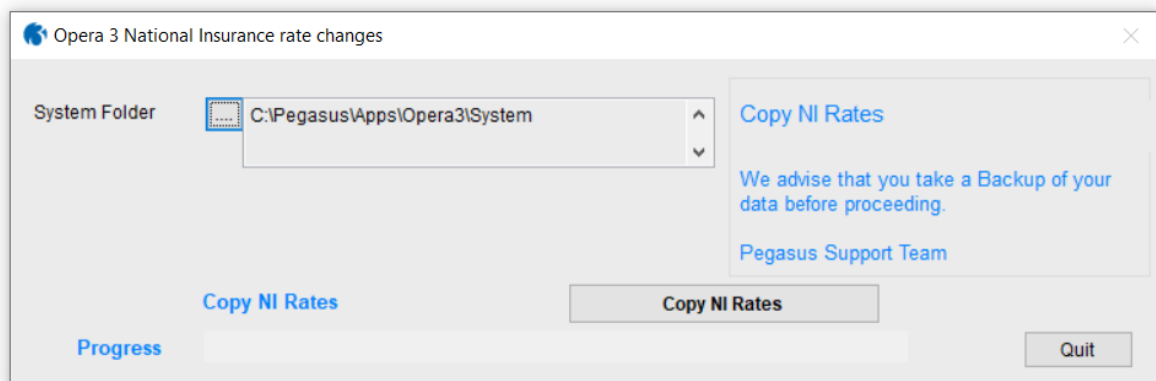 Opera 3 National Insurance rate changes
System Folder
....
C:\Pegasus\Apps\Opera3\System
Copy NI Rates
We advise that you take a Backup of your
data before proceeding.
Pegasus Support Team
Copy NI Rates
Copy NI Rates
Progress
Quit